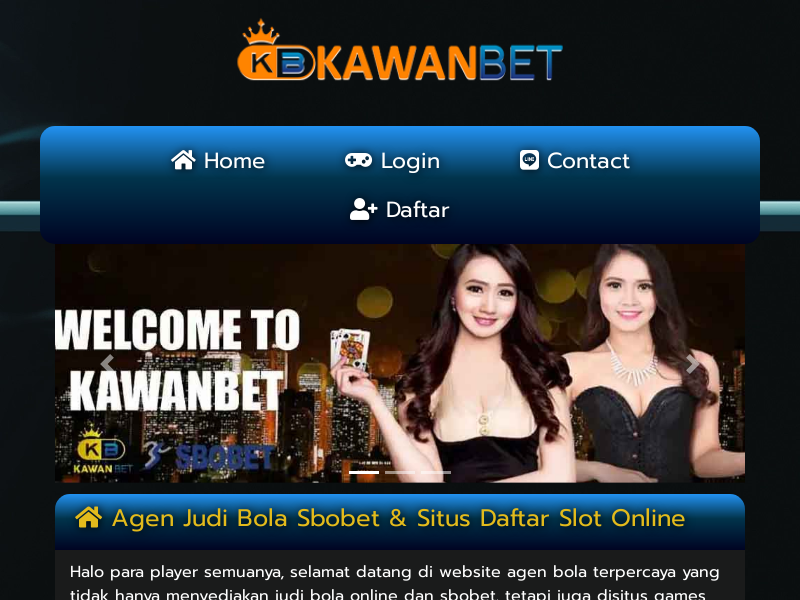 KB KAWANBET
Home
Login
Contact
Daftar
WELCOME TO
KAWANBET
KB
KAWAN BET
SBOBET
Agen Judi Bola Sbobet & Situs Daftar Slot Online
Halo para player semuanya, selamat datang di website agen bola terpercaya yang
tidak hanya menyediakan judi bola online dan sbobet, tetapi juga disitus games